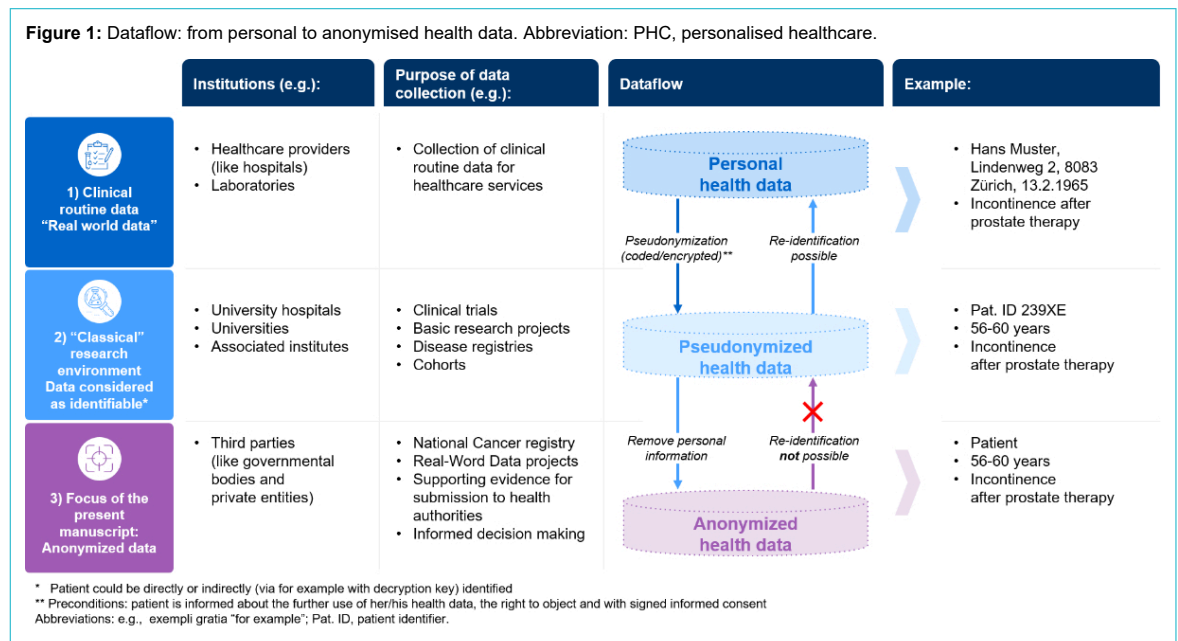 Figure 1: Dataflow: from personal to anonymised health data. Abbreviation: PHC, personalised healthcare.
Institutions (e.g.):
Purpose of data
collection (e.g.):
Dataflow
Example:
1) Clinical
routine data
“Real world data”
• Healthcare providers
(like hospitals)
• Laboratories
• Collection of clinical
routine data for
healthcare services
Personal
health data
Pseudonymization
(coded/encrypted)**
Re-identification
possible
• Hans Muster,
Lindenweg 2, 8083
Zürich, 13.2.1965
• Incontinence after
prostate therapy
2) “Classical”
research
environment
Data considered
as identifiable*
• University hospitals
• Universities
• Associated institutes
• Clinical trials
• Basic research projects
• Disease registries
• Cohorts
Pseudonymized
health data
• Pat. ID 239XE
• 56-60 years
• Incontinence
after prostate therapy
3) Focus of the
present
manuscript:
Anonymized data
• Third parties
(like governmental
bodies and
private entities)
• National Cancer registry
• Real-Word Data projects
• Supporting evidence for
submission to health
authorities
• Informed decision making
Remove personal
information
Re-identification
not possible
Anonymized
health data
• Patient
• 56-60 years
• Incontinence
after prostate therapy
* Patient could be directly or indirectly (via for example with decryption key) identified
** Preconditions: patient is informed about the further use of her/his health data, the right to object and with signed informed consent
Abbreviations: e.g., exempli gratia “for example”; Pat. ID, patient identifier.